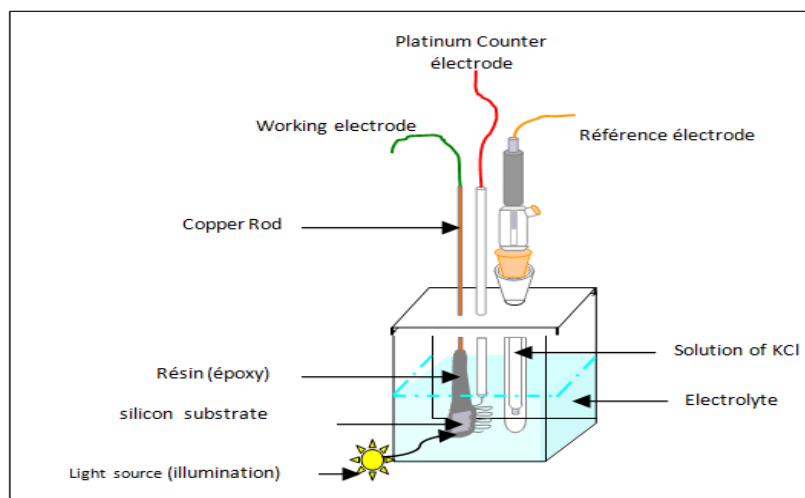 Platinum Counter
électrode
Working electrode
Référence électrode
Copper Rod
Solution of KCl
Résin (époxy)
Electrolyte
silicon substrate
Light source (illumination)